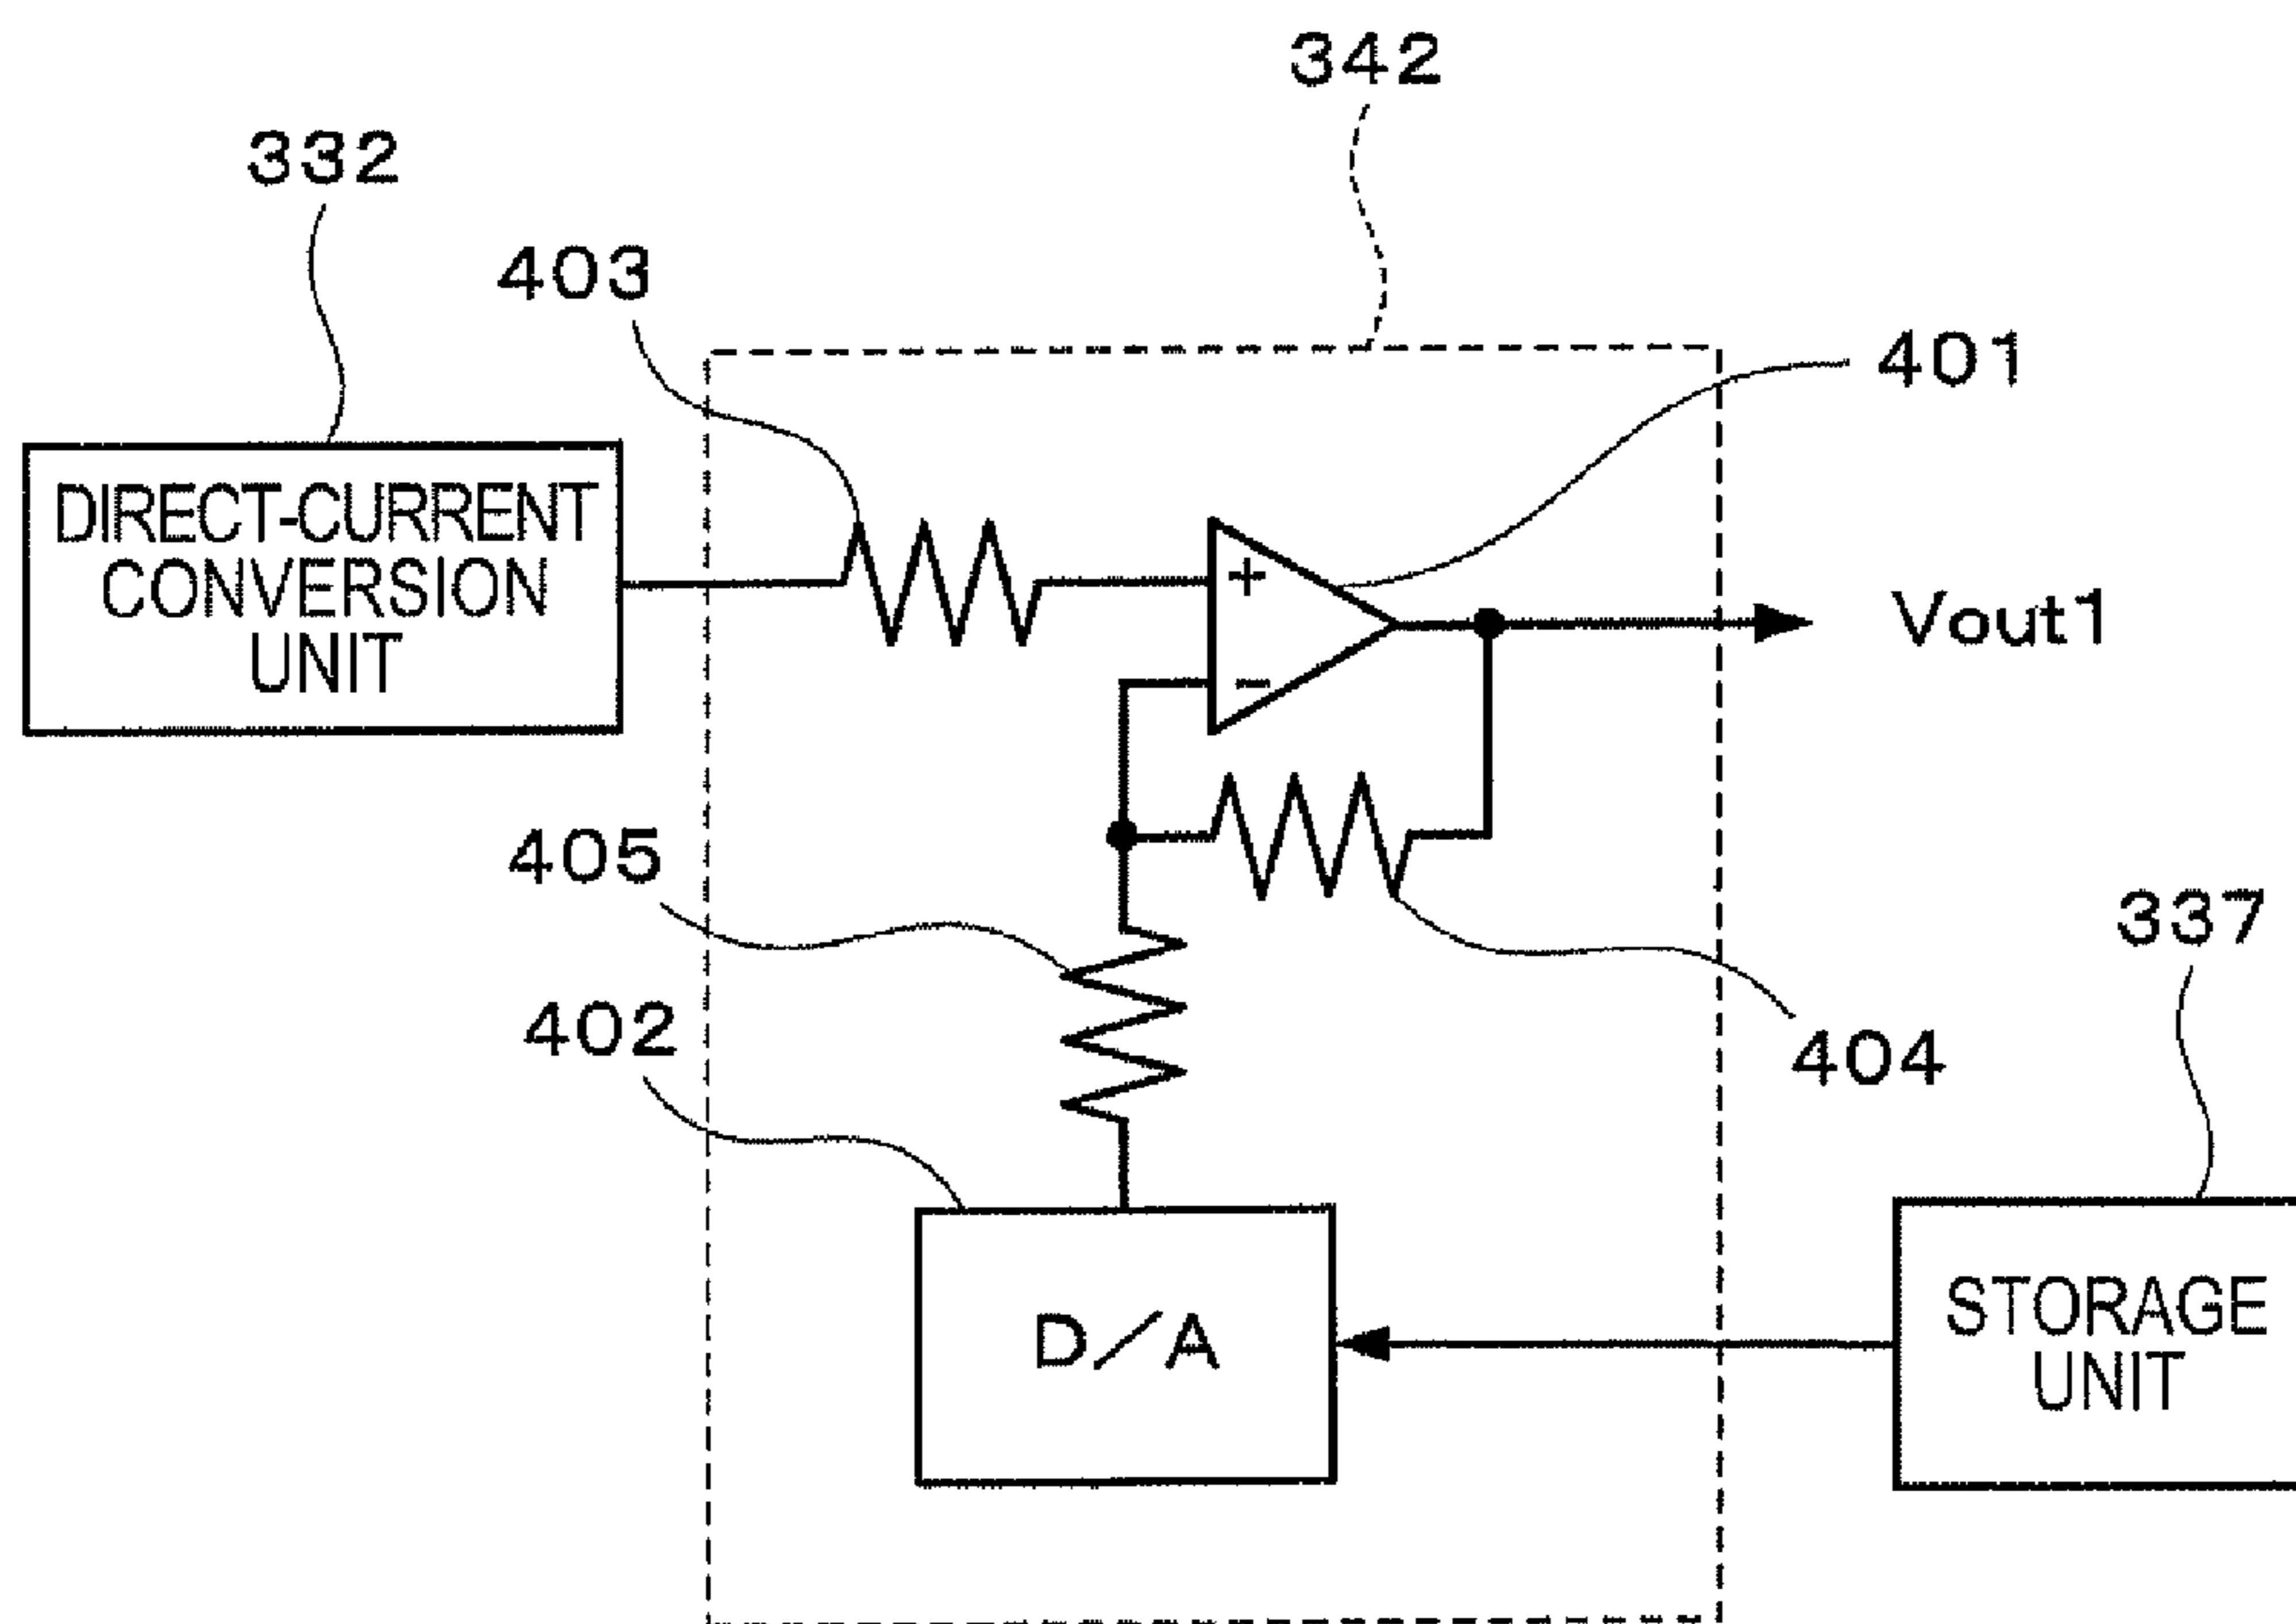 342
332
403
401
DIRECT-CURRENT
CONVERSION
UNIT
+
−
Vout1
405
337
402
404
D/A
STORAGE
UNIT